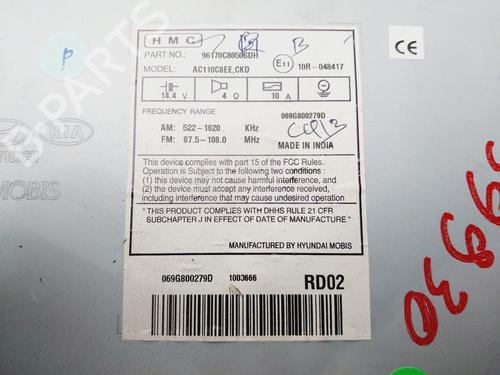 HMC
PART NO. : 96170C8050SDH
MODEL: AC110C8EE,CKD
E11
10R-048417
14.4 V
4 Ω
10 A
FREQUENCY RANGE
069G800279D
AM: 522-1620 KHz
FM: 87.5-108.0 MHz
MADE IN INDIA
This device complies with part 15 of the FCC Rules.
Operation is Subject to the following two conditions :
(1) this device may not cause harmful interference, and
(2) the device must accept any interference received,
including interference that may cause undesired operation
" THIS PRODUCT COMPLIES WITH DHHS RULE 21 CFR
SUBCHAPTER J IN EFFECT OF DATE OF MANUFACTURE "
MANUFACTURED BY HYUNDAI MOBIS
069G800279D 1003666
RD02
CE
P
B
KIA
MOBIS
9930